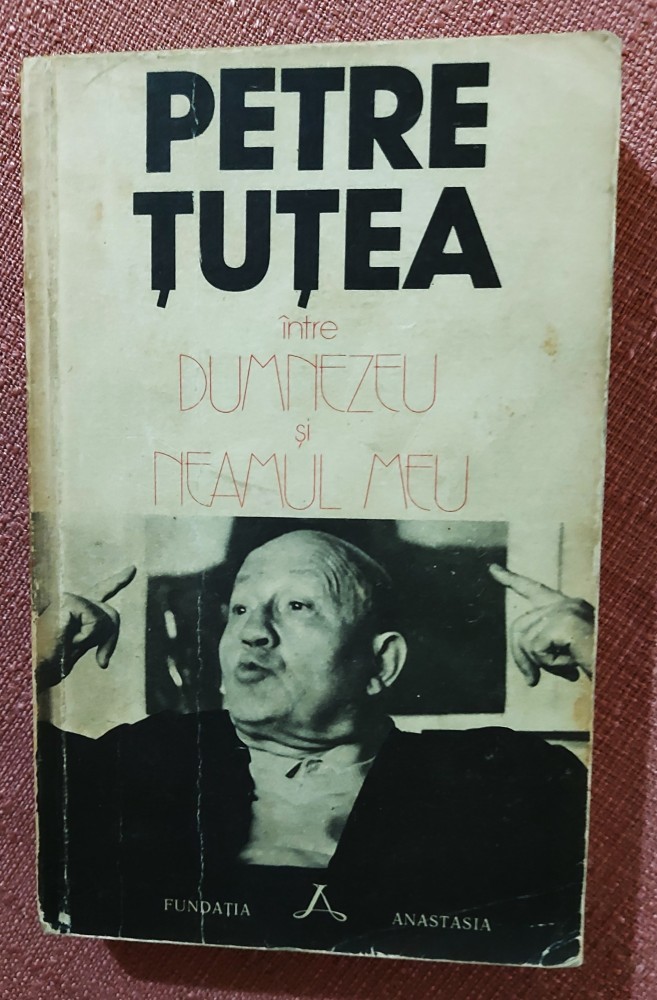 PETRE
ȚUȚEA
între
DUMNEZEU
și
NEAMUL MEU
FUNDAȚIA ANASTASIA